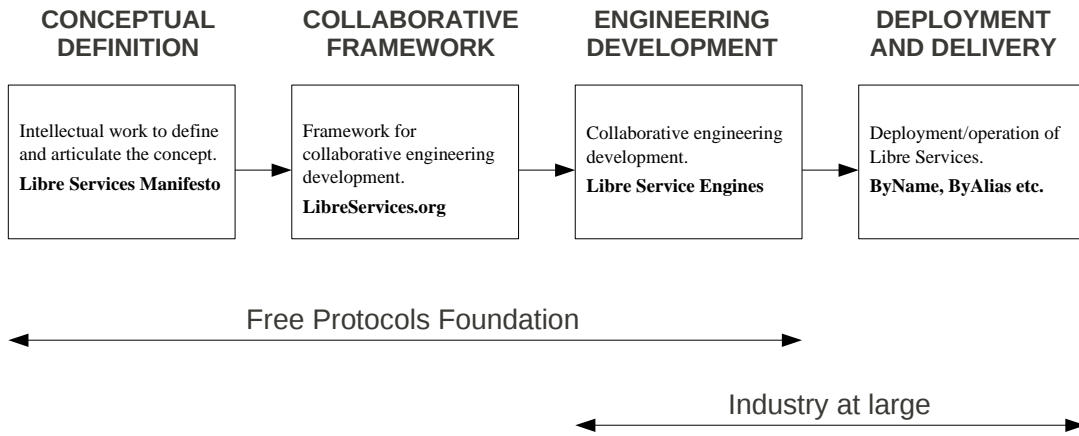 CONCEPTUAL
DEFINITION
COLLABORATIVE
FRAMEWORK
ENGINEERING
DEVELOPMENT
DEPLOYMENT
AND DELIVERY
Intellectual work to define
and articulate the concept.
Libre Services Manifesto
Framework for
collaborative engineering
development.
LibreServices.org
Collaborative engineering
development.
Libre Service Engines
Deployment/operation of
Libre Services.
ByName, ByAlias etc.
Free Protocols Foundation
Industry at large